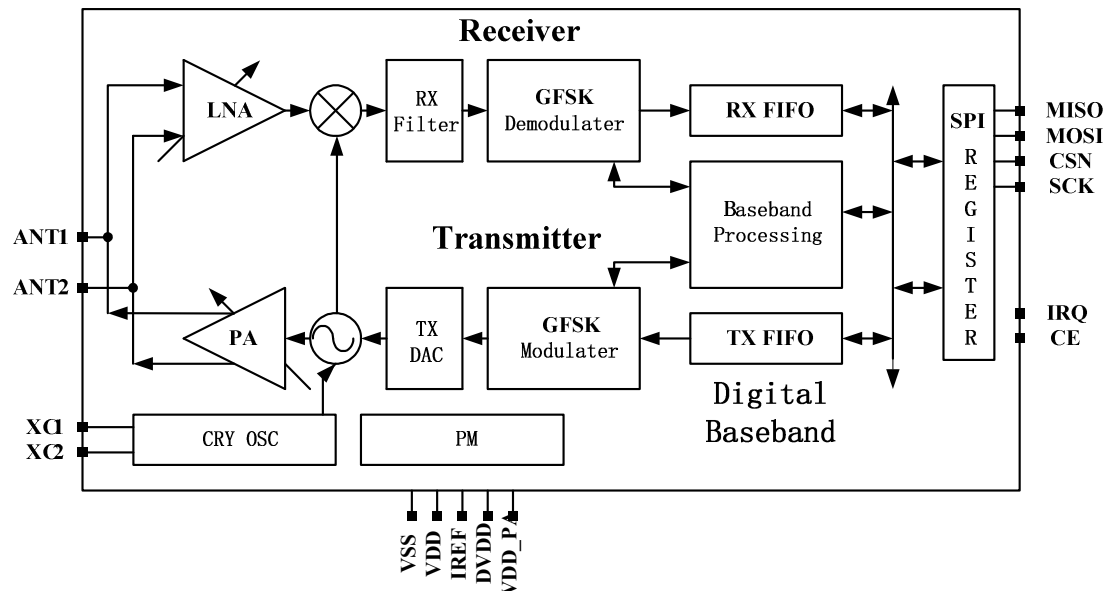 Receiver
LNA
RX
Filter
GFSK
Demodulater
RX FIFO
SPI
R
E
G
I
S
T
E
R
MISO
MOSI
CSN
SCK
Baseband
Processing
ANT1
ANT2
Transmitter
PA
TX
DAC
GFSK
Modulater
TX FIFO
IRQ
CE
Digital
Baseband
XC1
XC2
CRY OSC
PM
VSS
VDD
IREF
DVDD
VDD_PA